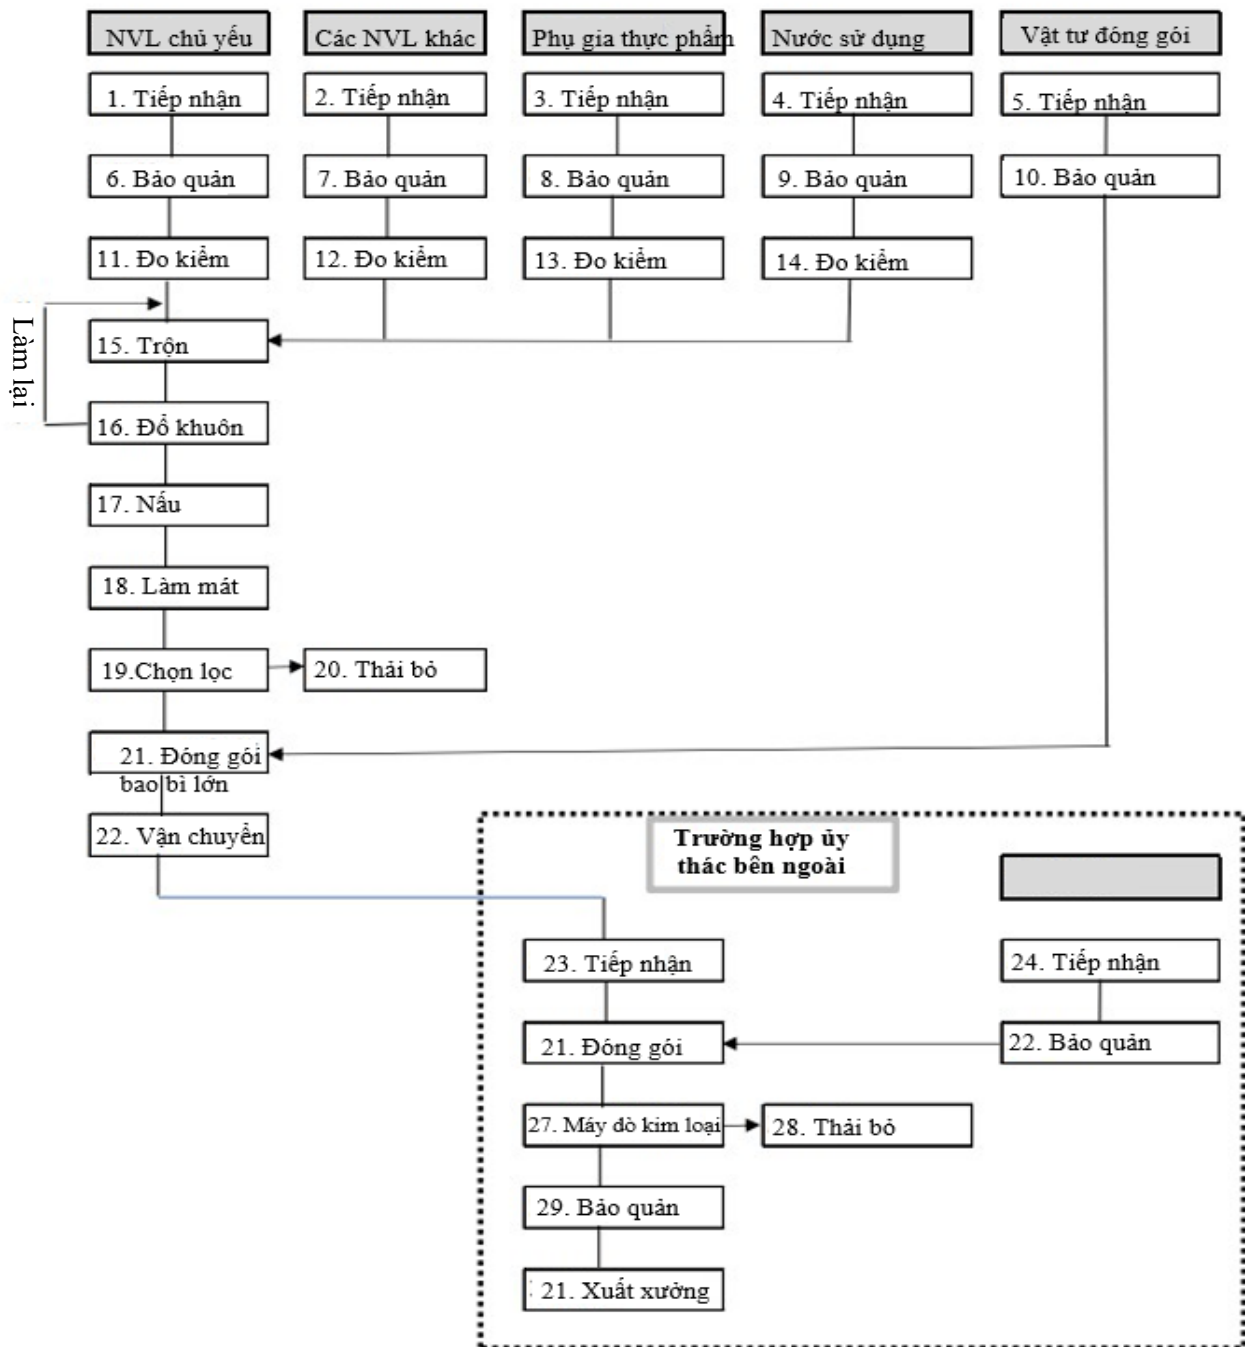 NVL chủ yếu
Các NVL khác
Phụ gia thực phẩm
Nước sử dụng
Vật tư đóng gói
1. Tiếp nhận
2. Tiếp nhận
3. Tiếp nhận
4. Tiếp nhận
5. Tiếp nhận
6. Bảo quản
7. Bảo quản
8. Bảo quản
9. Bảo quản
10. Bảo quản
11. Đo kiểm
12. Đo kiểm
13. Đo kiểm
14. Đo kiểm
Làm lại
15. Trộn
16. Đổ khuôn
17. Nấu
18. Làm mát
19.Chọn lọc
20. Thải bỏ
21. Đóng gói
bao bì lớn
22. Vận chuyển
Trường hợp ủy
thác bên ngoài
23. Tiếp nhận
24. Tiếp nhận
21. Đóng gói
22. Bảo quản
27. Máy dò kim loại
28. Thải bỏ
29. Bảo quản
21. Xuất xưởng